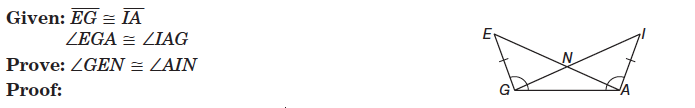 Given: EG ≅ IA
∠EGA ≅ ∠IAG
Prove: ∠GEN ≅ ∠AIN
Proof:
E
I
N
G
A